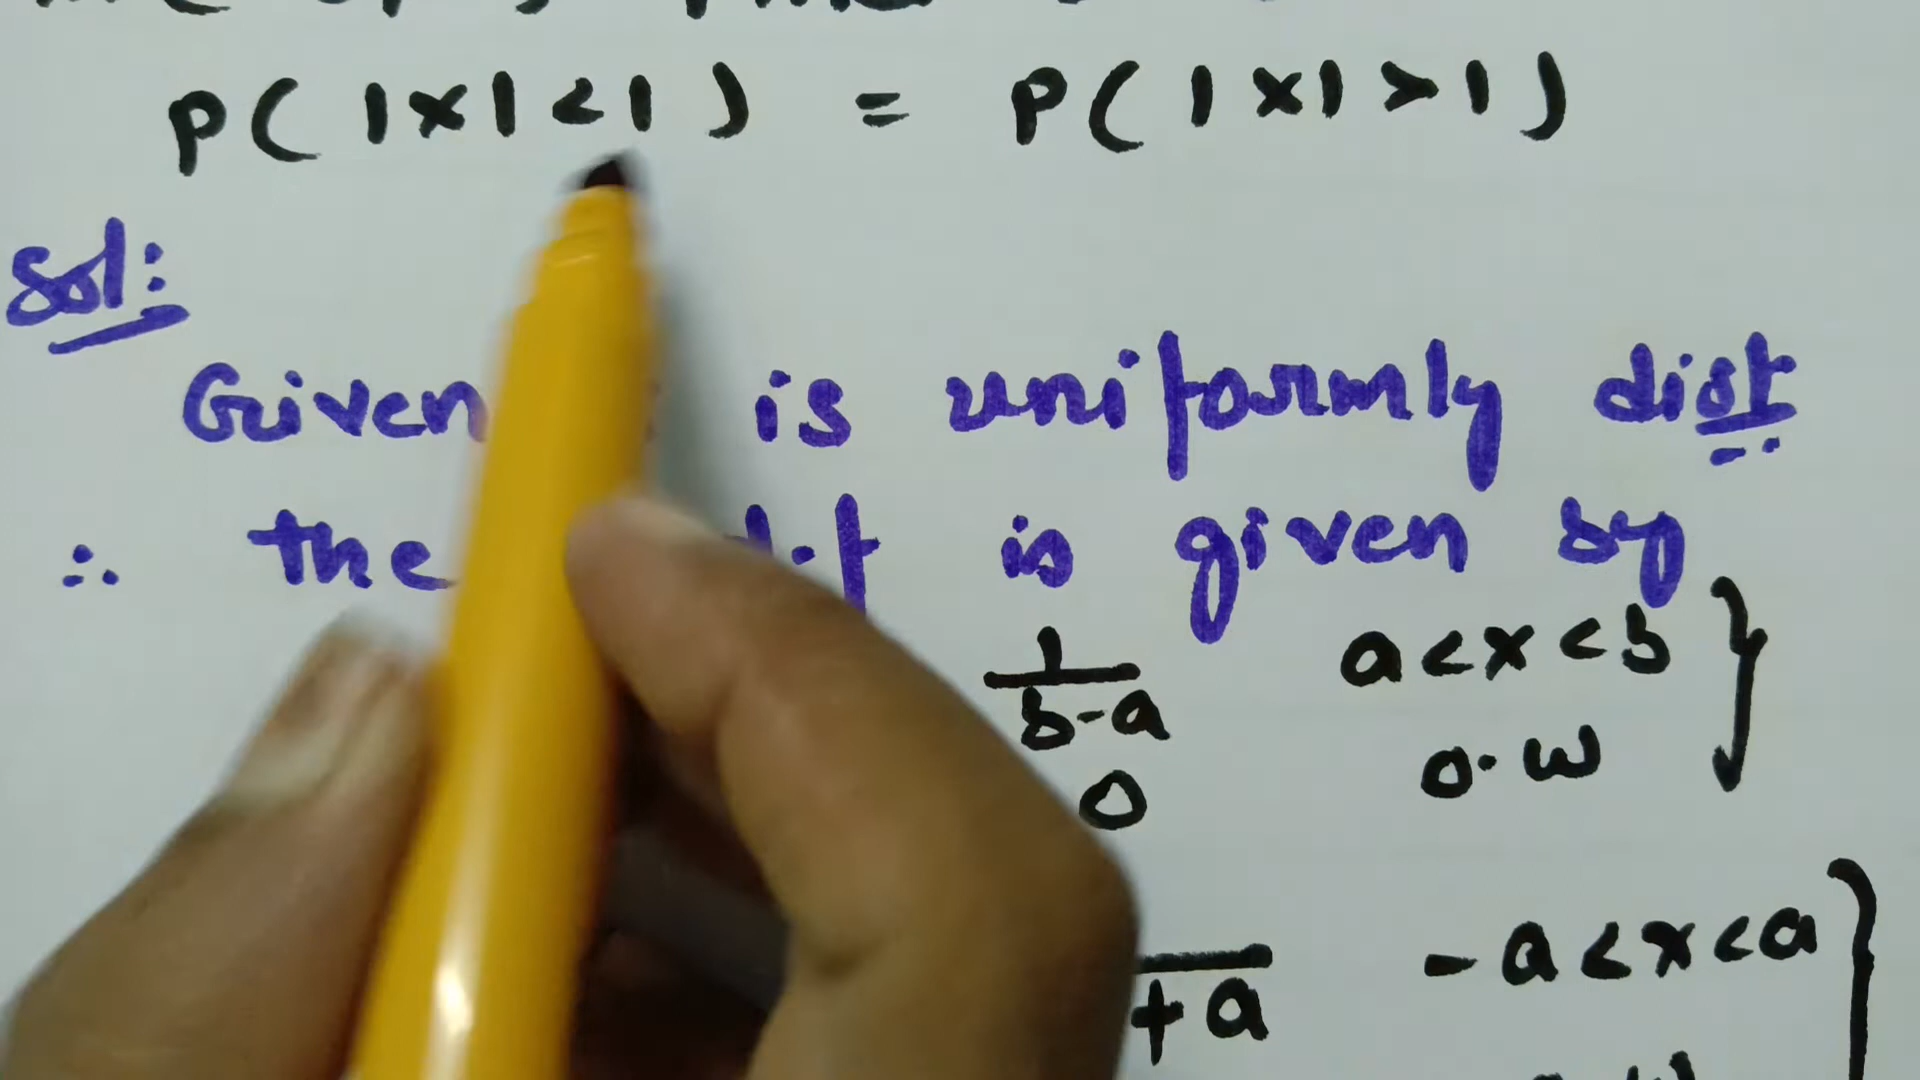 P( |x| < 1 ) = P( |x| > 1 )
Sol:
Given is uniformly dist
∴ the is given by
1/b-a a < x < b
0 o.w
+a -a < x < a